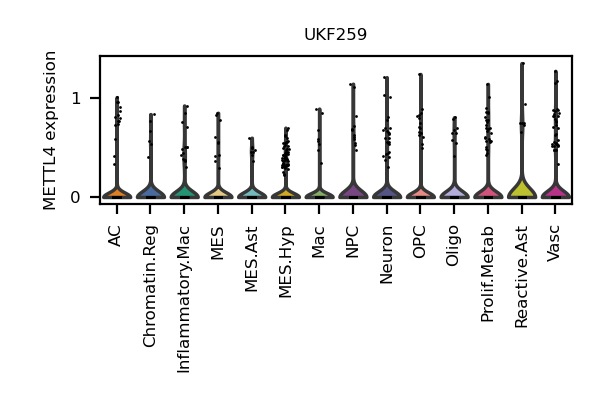 UKF259
METTL4 expression
1
0
AC
Chromatin.Reg
Inflammatory.Mac
MES
MES.Ast
MES.Hyp
Mac
NPC
Neuron
OPC
Oligo
Prolif.Metab
Reactive.Ast
Vasc